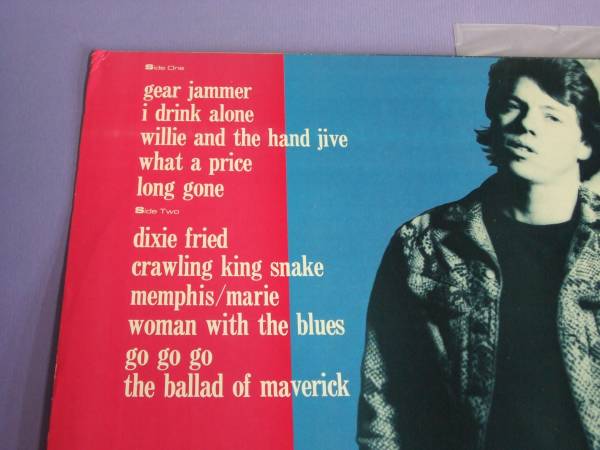 Side One
gear jammer
i drink alone
willie and the hand jive
what a price
long gone
Side Two
dixie fried
crawling king snake
memphis/marie
woman with the blues
go go go
the ballad of maverick